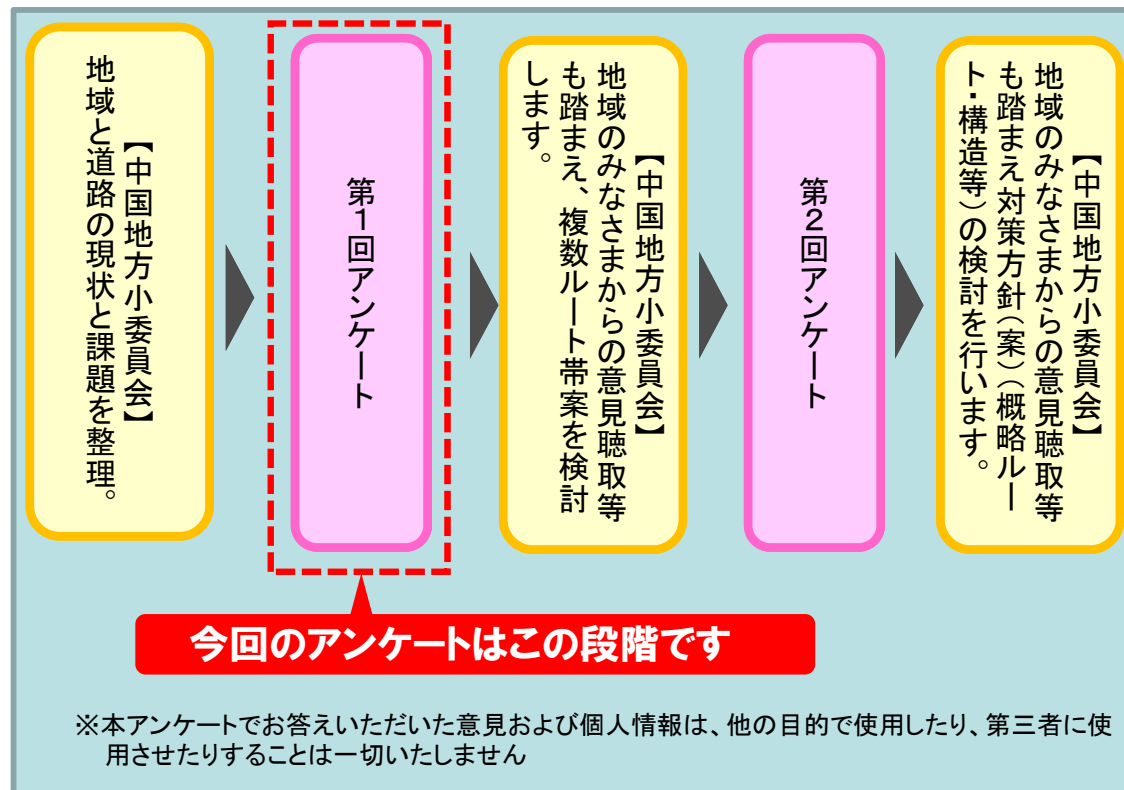 【中国地方小委員会】
地域と道路の現状と課題を整理。
第１回アンケート
【中国地方小委員会】
地域のみなさまからの意見聴取等
も踏まえ、複数ルート帯案を検討
します。
第２回アンケート
【中国地方小委員会】
地域のみなさまからの意見聴取等
も踏まえ対策方針（案）（概略ルー
ト・構造等）の検討を行います。
今回のアンケートはこの段階です
※本アンケートでお答えいただいた意見および個人情報は、他の目的で使用したり、第三者に使
用させたりすることは一切いたしません